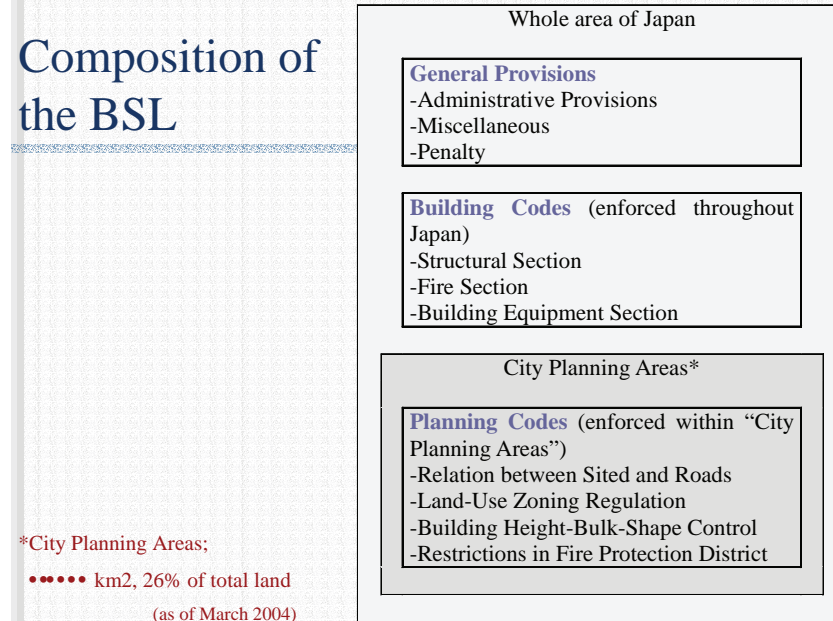 Composition of
the BSL
Whole area of Japan
General Provisions
-Administrative Provisions
-Miscellaneous
-Penalty
Building Codes (enforced throughout
Japan)
-Structural Section
-Fire Section
-Building Equipment Section
City Planning Areas*
Planning Codes (enforced within “City
Planning Areas”)
-Relation between Sited and Roads
-Land-Use Zoning Regulation
-Building Height-Bulk-Shape Control
-Restrictions in Fire Protection District
*City Planning Areas;
•••••• km2, 26% of total land
(as of March 2004)